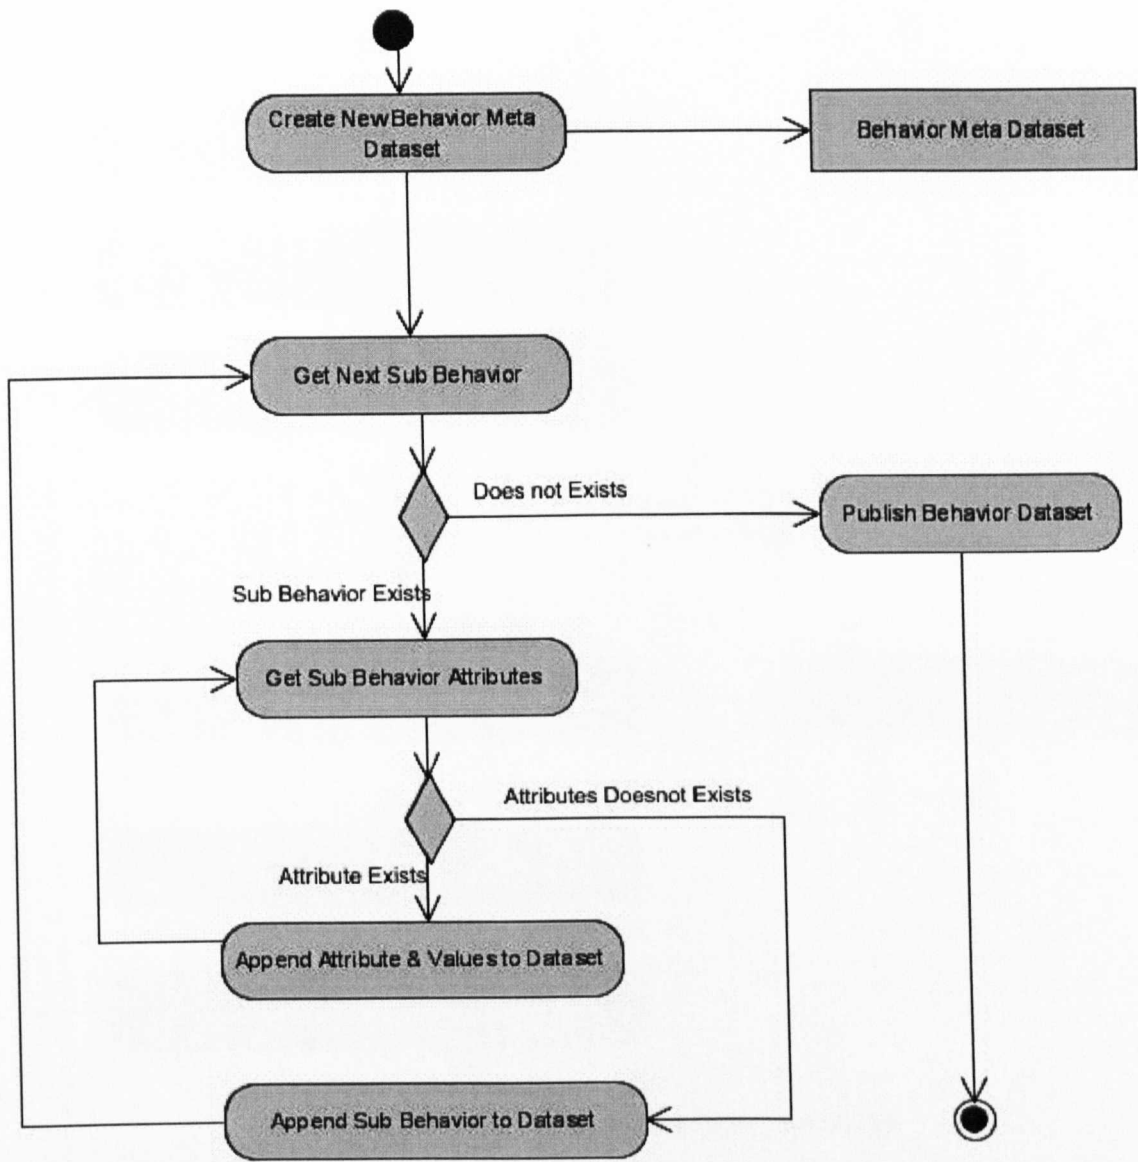 Create New Behavior Meta
Dataset
Behavior Meta Dataset
Get Next Sub Behavior
Does not Exists
Publish Behavior Dataset
Sub Behavior Exists
Get Sub Behavior Attributes
Attributes Doesnot Exists
Attribute Exists
Append Attribute & Values to Dataset
Append Sub Behavior to Dataset